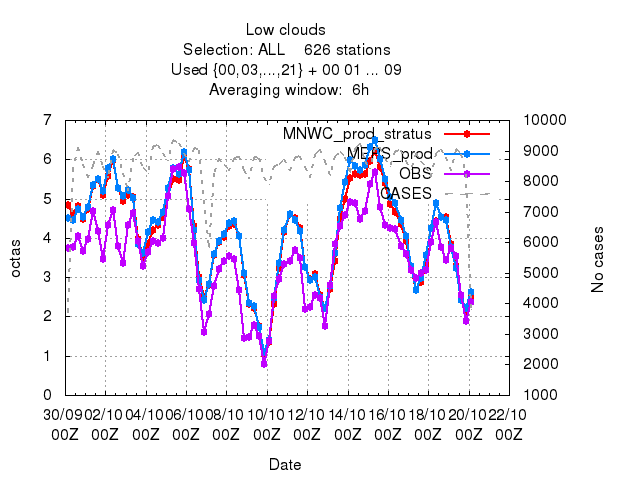 Low clouds
Selection: ALL    626 stations
Used {00,03,...,21} + 00 01 ... 09
Averaging window:  6h
MNWC_prod_stratus
MEPS_prod
OBS
CASES
octas
7
6
5
4
3
2
1
0
No cases
10000
9000
8000
7000
6000
5000
4000
3000
2000
1000
30/09 02/10 04/10 06/10 08/10 10/10 12/10 14/10 16/10 18/10 20/10 22/10
00Z 00Z 00Z 00Z 00Z 00Z 00Z 00Z 00Z 00Z 00Z 00Z
Date